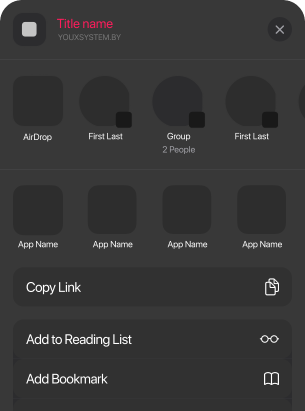 Title name
YOUXSYSTEM.BY
AirDrop
First Last
Group
First Last
2 People
App Name
App Name
App Name
App Name
Copy Link
Add to Reading List
Add Bookmark